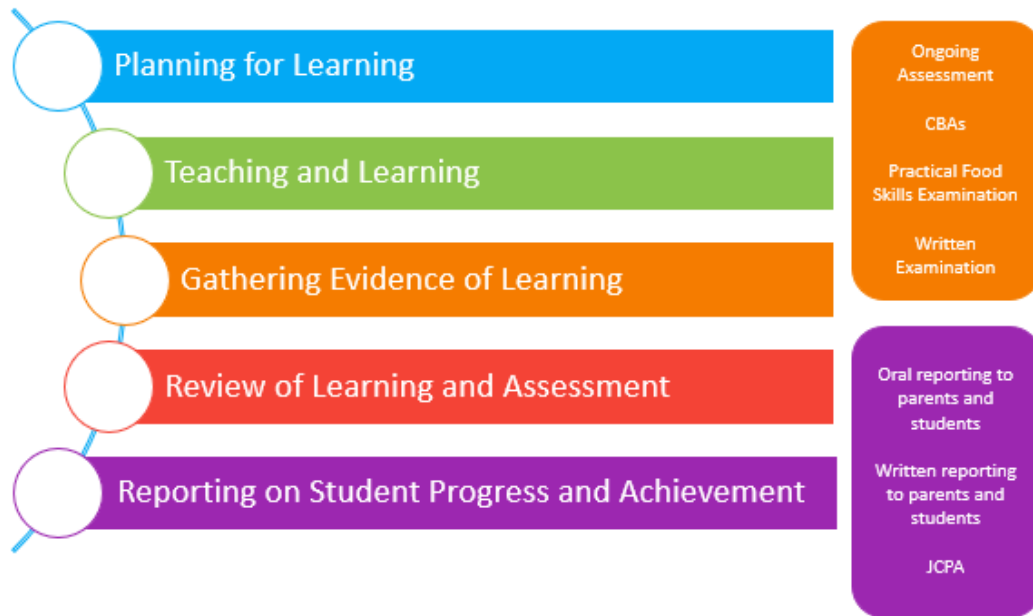 Planning for Learning
Teaching and Learning
Gathering Evidence of Learning
Review of Learning and Assessment
Reporting on Student Progress and Achievement
Ongoing
Assessment
CBAs
Practical Food
Skills Examination
Written
Examination
Oral reporting to
parents and
students
Written reporting
to parents and
students
JCPA